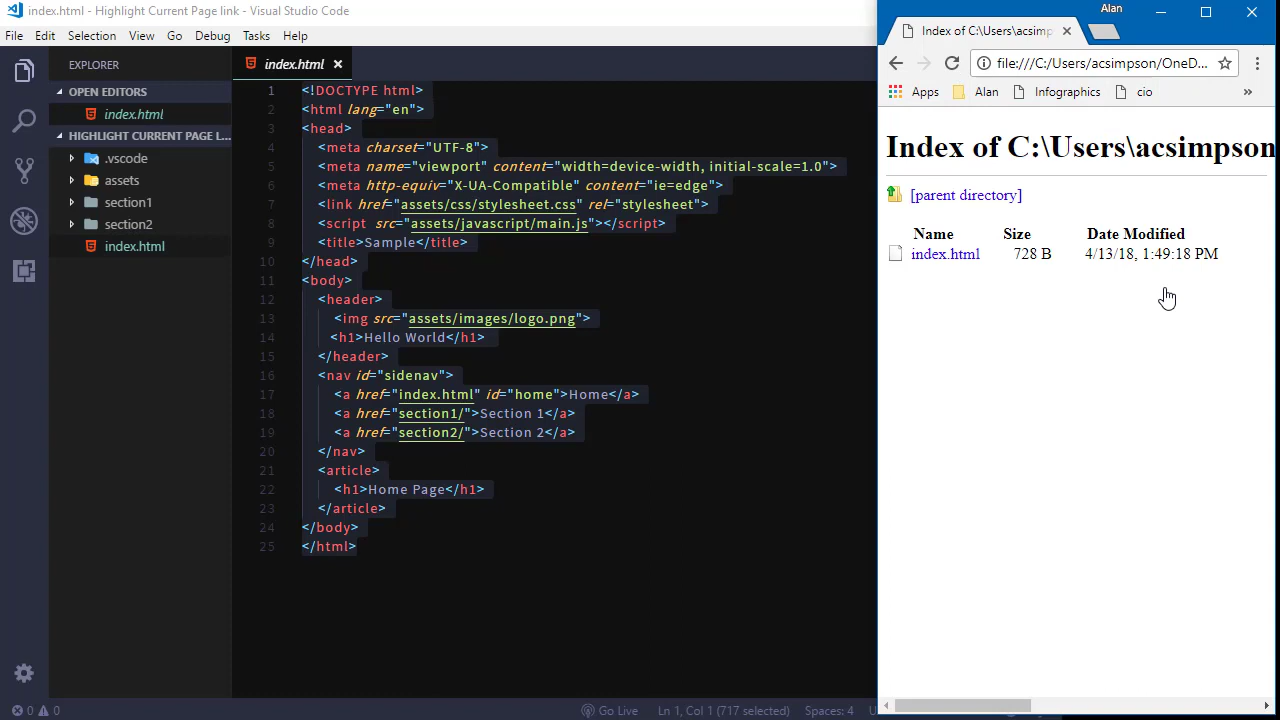 index.html - Highlight Current Page link - Visual Studio Code
File Edit Selection View Go Debug Tasks Help
EXPLORER
OPEN EDITORS
index.html
HIGHLIGHT CURRENT PAGE L...
.vscode
assets
section1
section2
index.html
index.html
1 <!DOCTYPE html>
2 <html lang="en">
3 <head>
4 <meta charset="UTF-8">
5 <meta name="viewport" content="width=device-width, initial-scale=1.0">
6 <meta http-equiv="X-UA-Compatible" content="ie=edge">
7 <link href="assets/css/stylesheet.css" rel="stylesheet">
8 <script src="assets/javascript/main.js"></script>
9 <title>Sample</title>
10 </head>
11 <body>
12 <header>
13 <img src="assets/images/logo.png">
14 <h1>Hello World</h1>
15 </header>
16 <nav id="sidenav">
17 <a href="index.html" id="home">Home</a>
18 <a href="section1/">Section 1</a>
19 <a href="section2/">Section 2</a>
20 </nav>
21 <article>
22 <h1>Home Page</h1>
23 </article>
24 </body>
25 </html>
0 0
Go Live Ln 1, Col 1 (717 selected) Spaces: 4
Alan
Index of C:\Users\acsimp
file:///C:/Users/acsimpson/OneD...
Apps Alan Infographics cio »
Index of C:\Users\acsimpson
[parent directory]
Name Size Date Modified
index.html 728 B 4/13/18, 1:49:18 PM